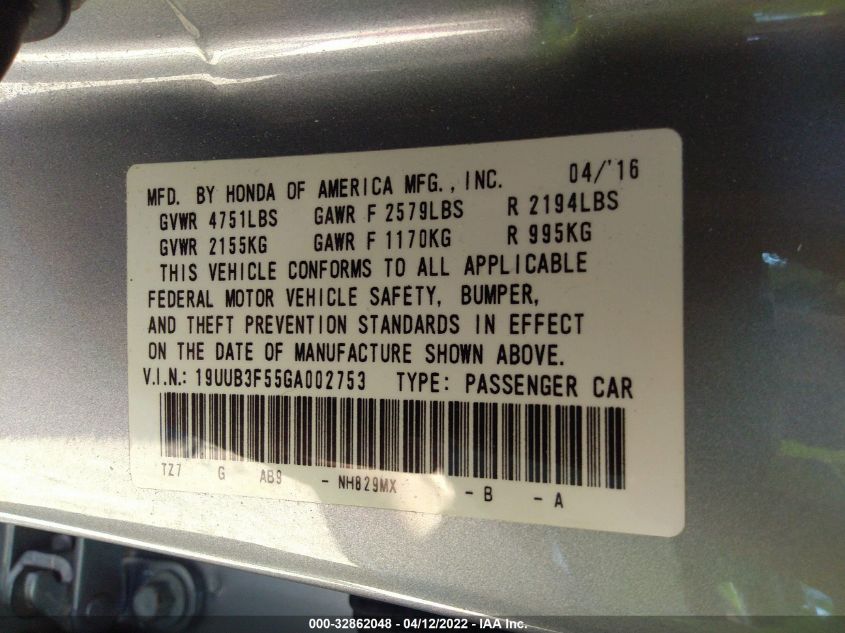 MFD. BY HONDA OF AMERICA MFG., INC. 04/'16
GVWR 4751LBS GAWR F 2579LBS R 2194LBS
GVWR 2155KG GAWR F 1170KG R 995KG
THIS VEHICLE CONFORMS TO ALL APPLICABLE
FEDERAL MOTOR VEHICLE SAFETY, BUMPER,
AND THEFT PREVENTION STANDARDS IN EFFECT
ON THE DATE OF MANUFACTURE SHOWN ABOVE.
V.I.N.: 19UUB3F55GA002753 TYPE: PASSENGER CAR
TZ7 G AB9 - NH829MX - B - A
000-32862048 - 04/12/2022 - IAA Inc.